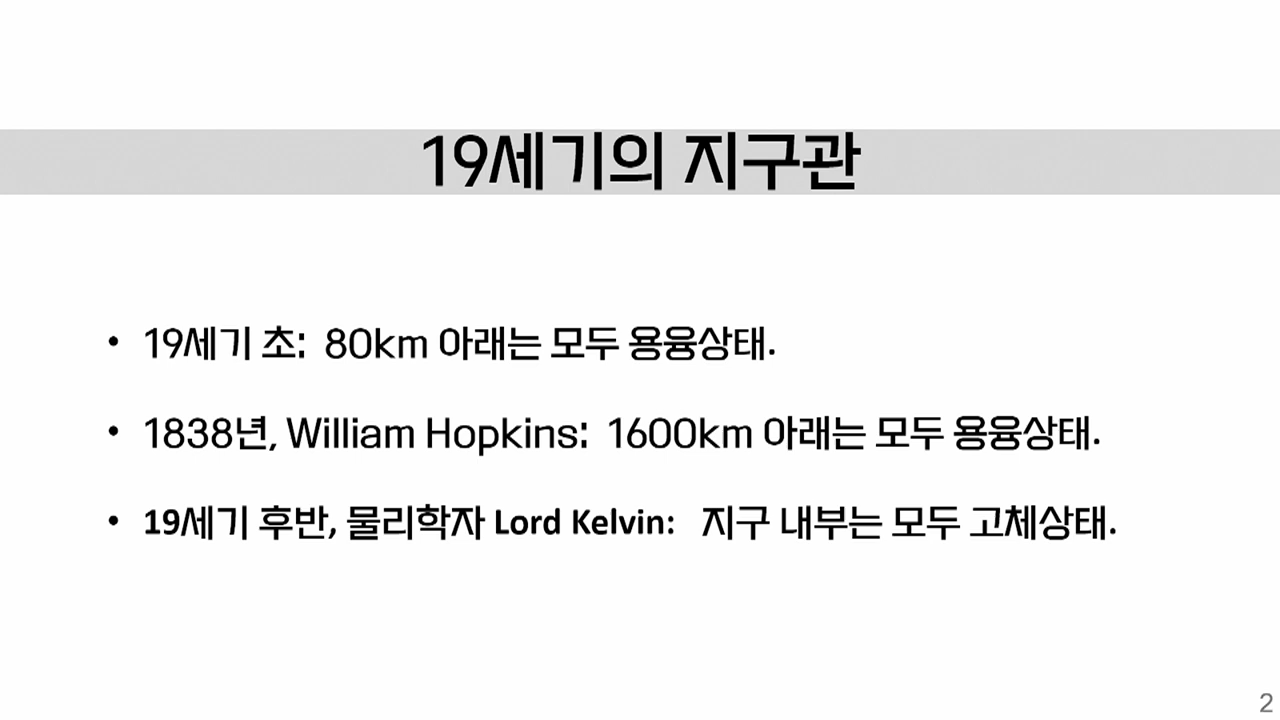 19세기의 지구관
• 19세기 초: 80km 아래는 모두 용융상태.
• 1838년, William Hopkins: 1600km 아래는 모두 용융상태.
• 19세기 후반, 물리학자 Lord Kelvin: 지구 내부는 모두 고체상태.
2